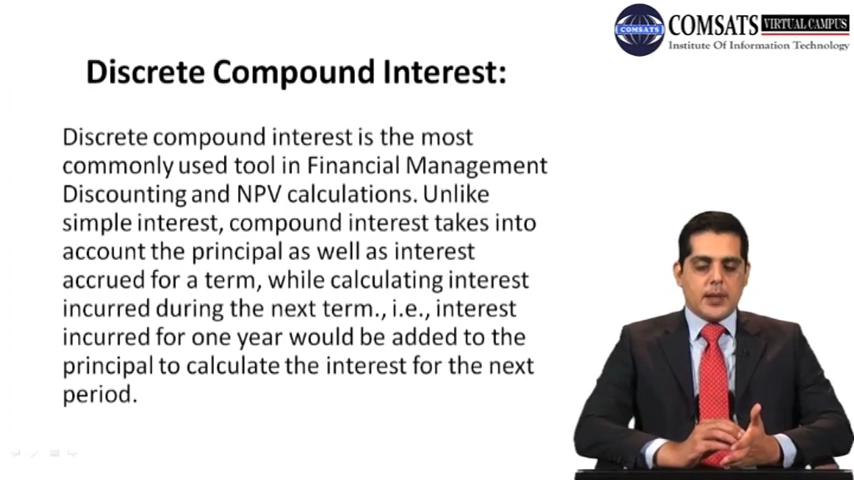 COMSATS
COMSATS VIRTUAL CAMPUS
Institute Of Information Technology
Discrete Compound Interest:
Discrete compound interest is the most
commonly used tool in Financial Management
Discounting and NPV calculations. Unlike
simple interest, compound interest takes into
account the principal as well as interest
accrued for a term, while calculating interest
incurred during the next term., i.e., interest
incurred for one year would be added to the
principal to calculate the interest for the next
period.